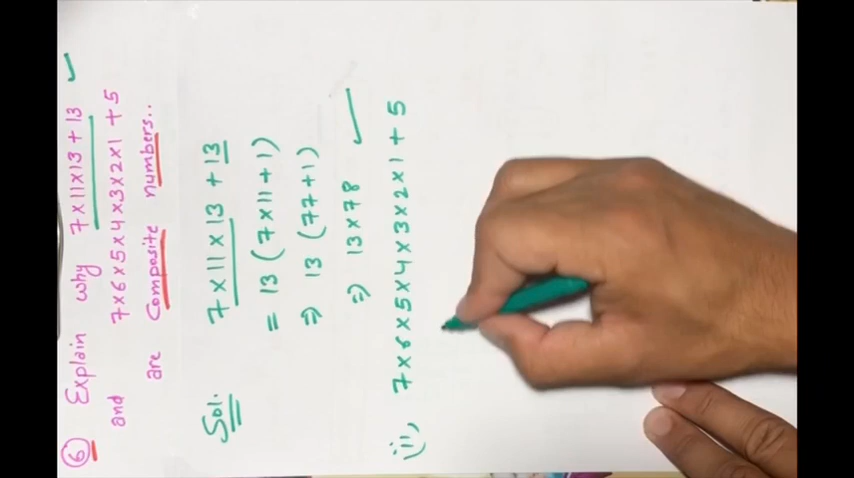 ⑥ Explain why 7×11×13+13
and 7×6×5×4×3×2×1+5
are Composite numbers..
Sol. 7×11×13+13
= 13(7×11+1)
⇒ 13(77+1)
⇒ 13×78
(ii), 7×6×5×4×3×2×1+5